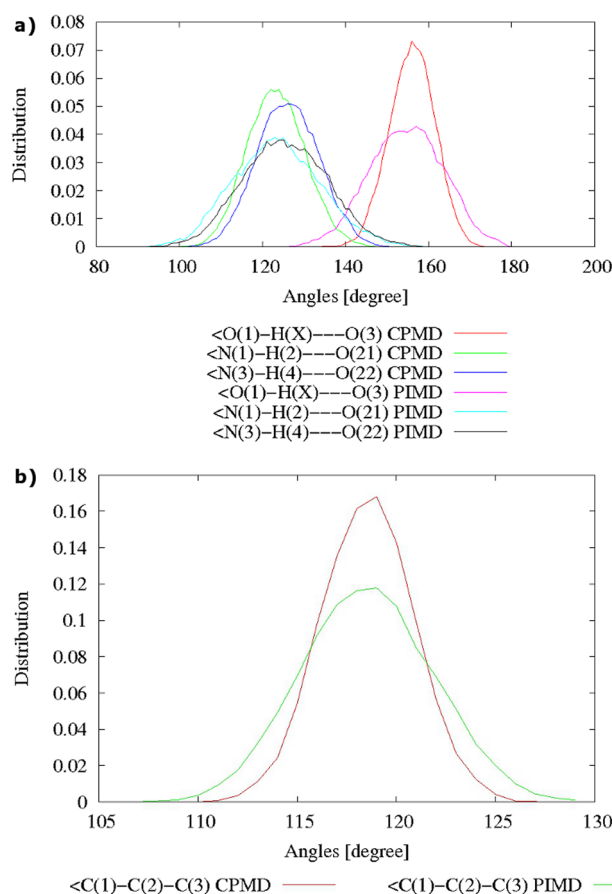 a)
0.08
0.07
0.06
0.05
0.04
0.03
0.02
0.01
0
Distribution
80 100 120 140 160 180 200
Angles [degree]
<O(1)−H(X)−−−O(3) CPMD
<N(1)−H(2)−−−O(21) CPMD
<N(3)−H(4)−−−O(22) CPMD
<O(1)−H(X)−−−O(3) PIMD
<N(1)−H(2)−−−O(21) PIMD
<N(3)−H(4)−−−O(22) PIMD
b)
0.18
0.16
0.14
0.12
0.1
0.08
0.06
0.04
0.02
0
Distribution
105 110 115 120 125 130
Angles [degree]
<C(1)−C(2)−C(3) CPMD <C(1)−C(2)−C(3) PIMD